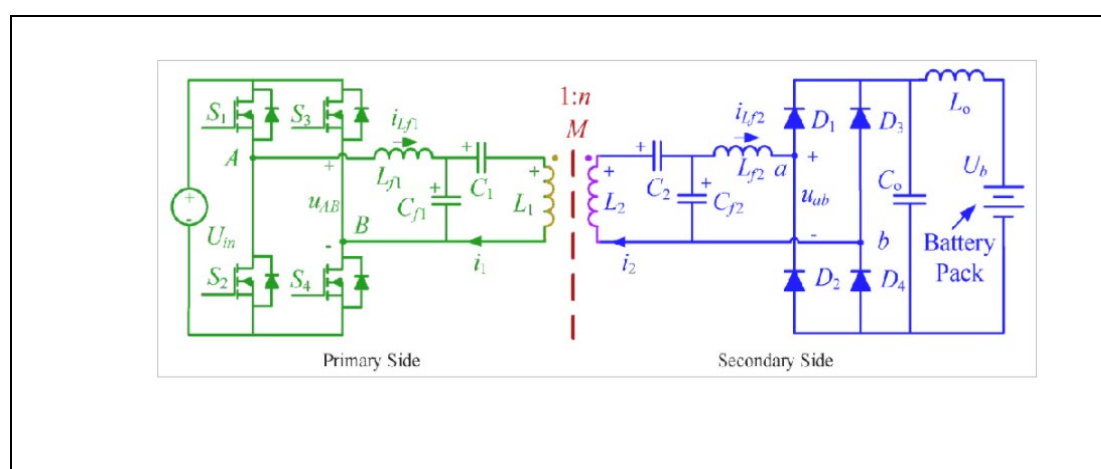 1:n
M
S1 S3 iLf1 iLf2 D1 D3 Lo
A + + + + + a +
Lf1 C1 C2 Lf2 Ub
uAB Cf1 L1 L2 Cf2 uab Co
Uin B
- - b Battery
S2 S4 i1 i2 D2 D4 Pack
Primary Side Secondary Side